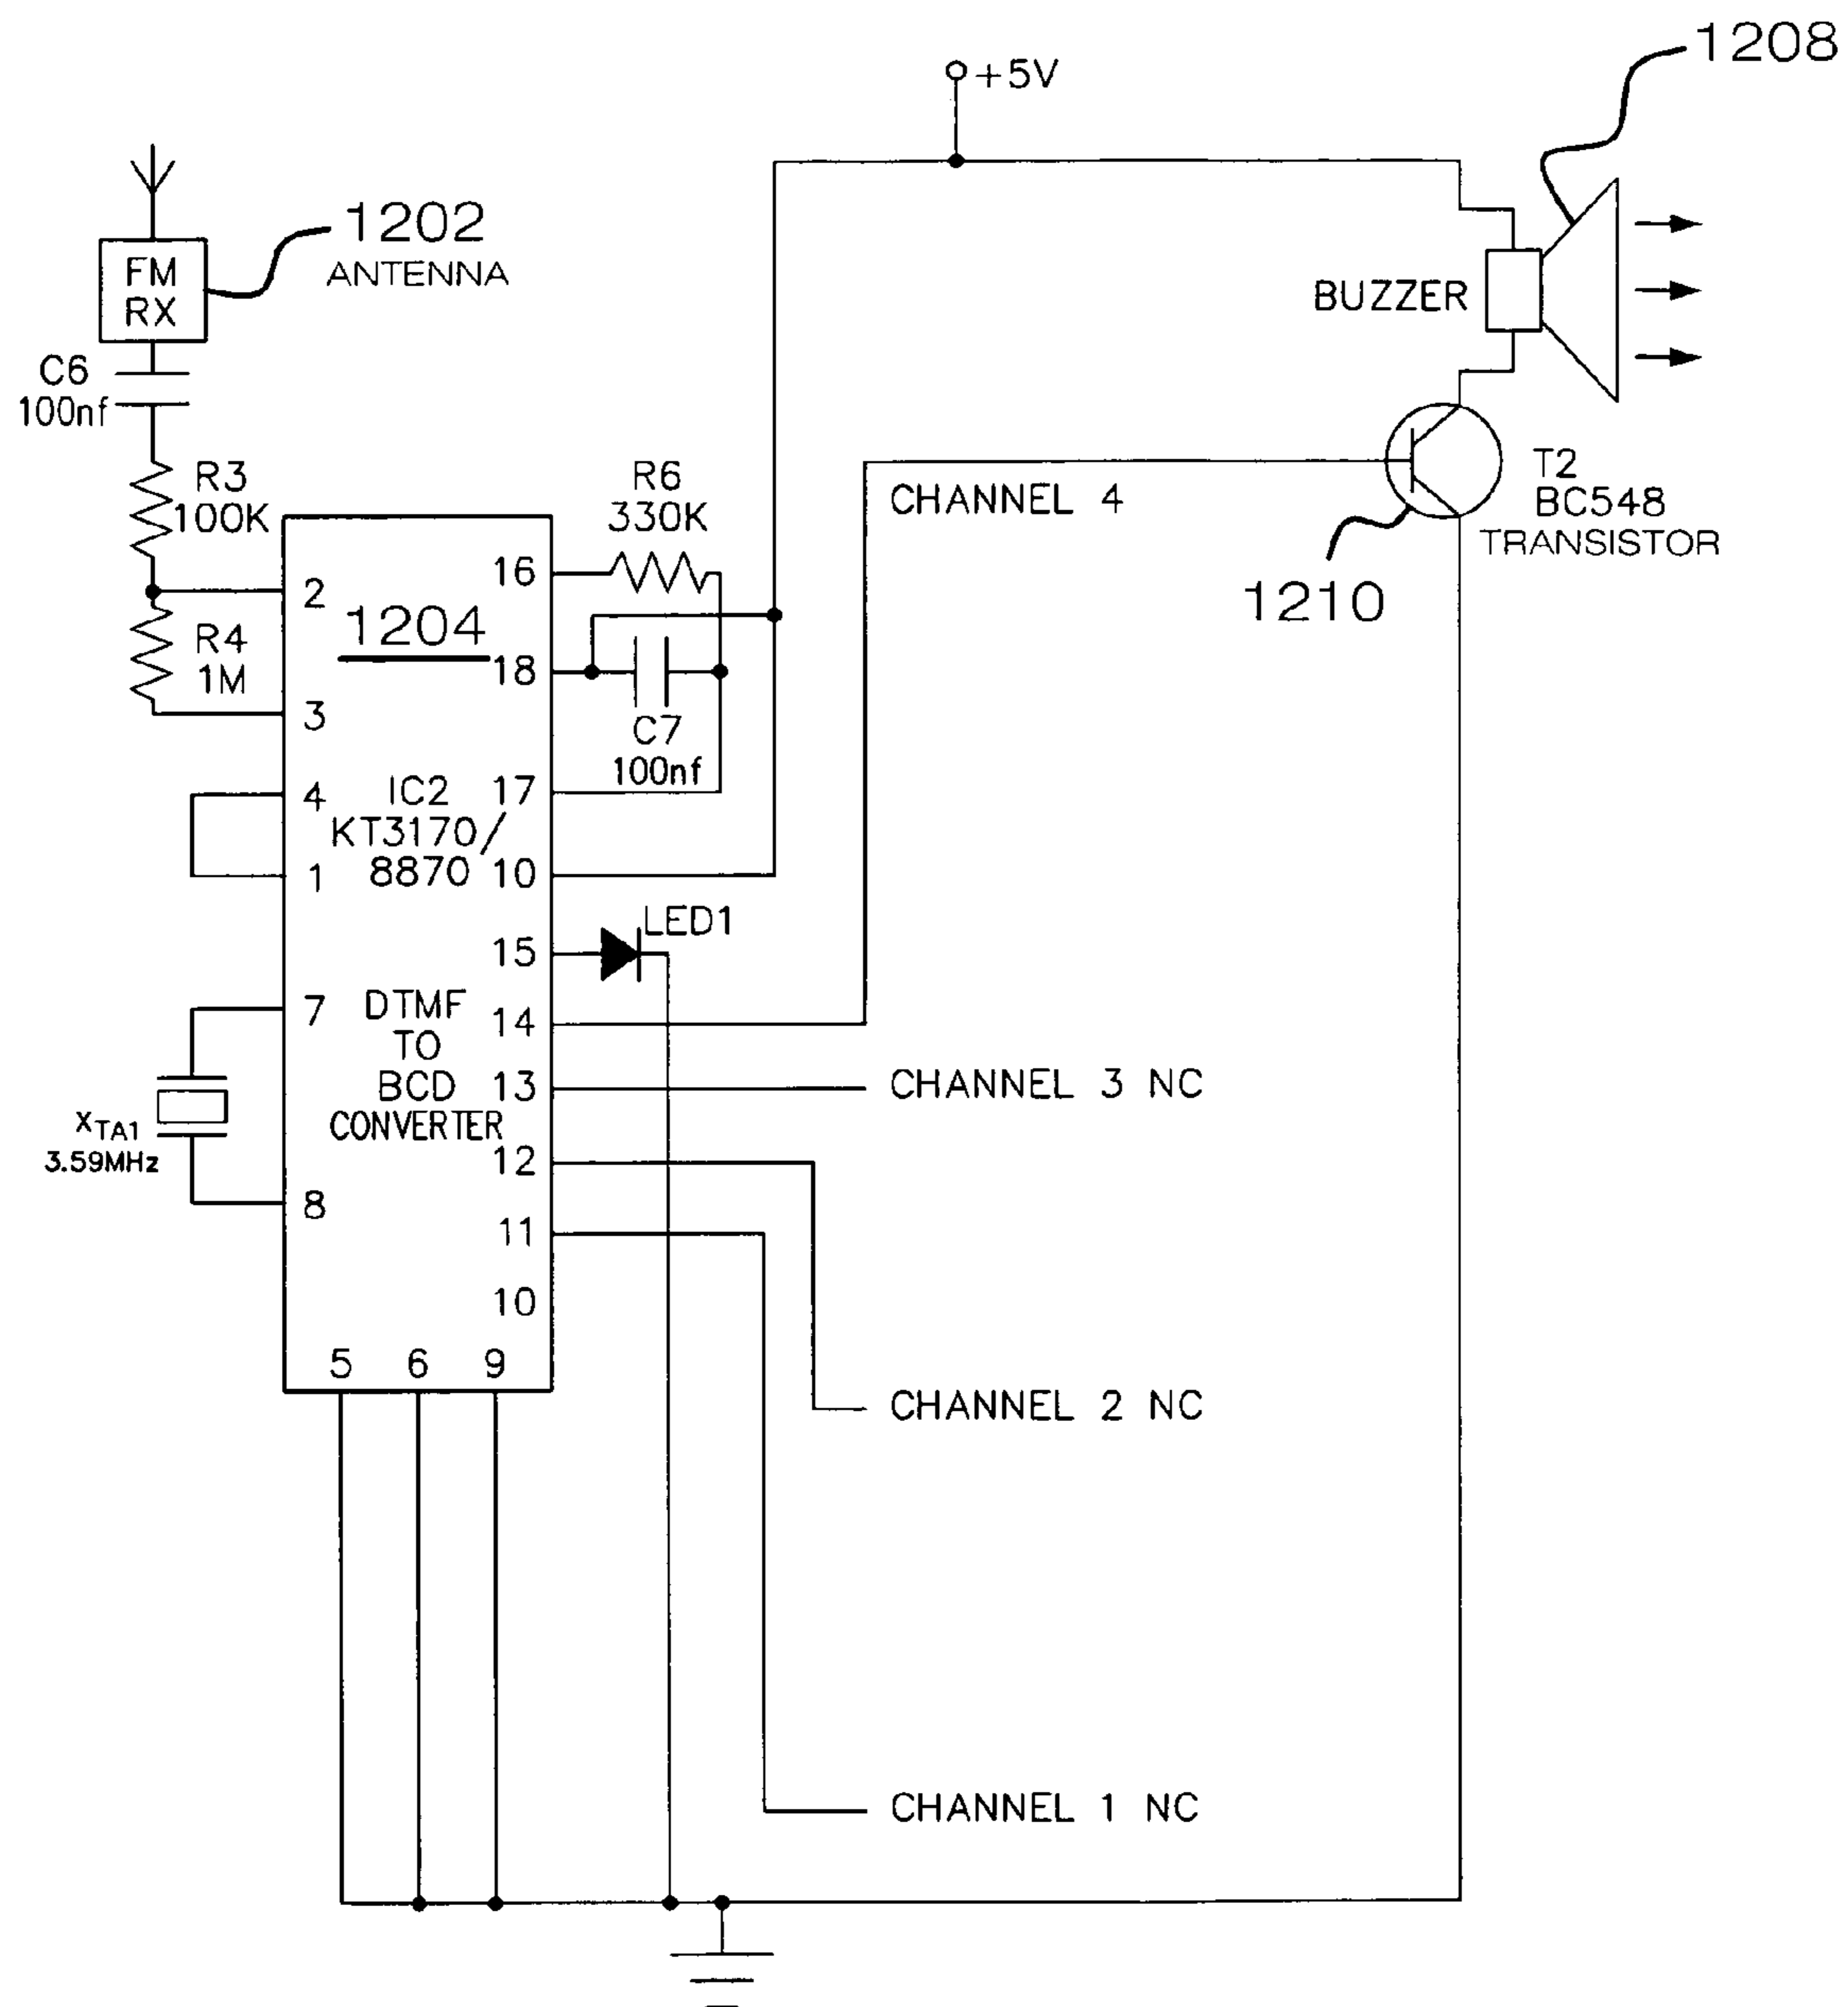 1208
+5V
1202
ANTENNA
FM
RX
BUZZER
C6
100nf
R3
100K
R6
330K
CHANNEL 4
T2
BC548
TRANSISTOR
1210
16
2
1204
R4
1M
18
3
C7
100nf
4
IC2
17
KT3170/
8870
1
10
LED1
15
7
DTMF
TO
BCD
CONVERTER
14
13
CHANNEL 3 NC
XTA1
3.59MHz
12
8
11
10
5
6
9
CHANNEL 2 NC
CHANNEL 1 NC